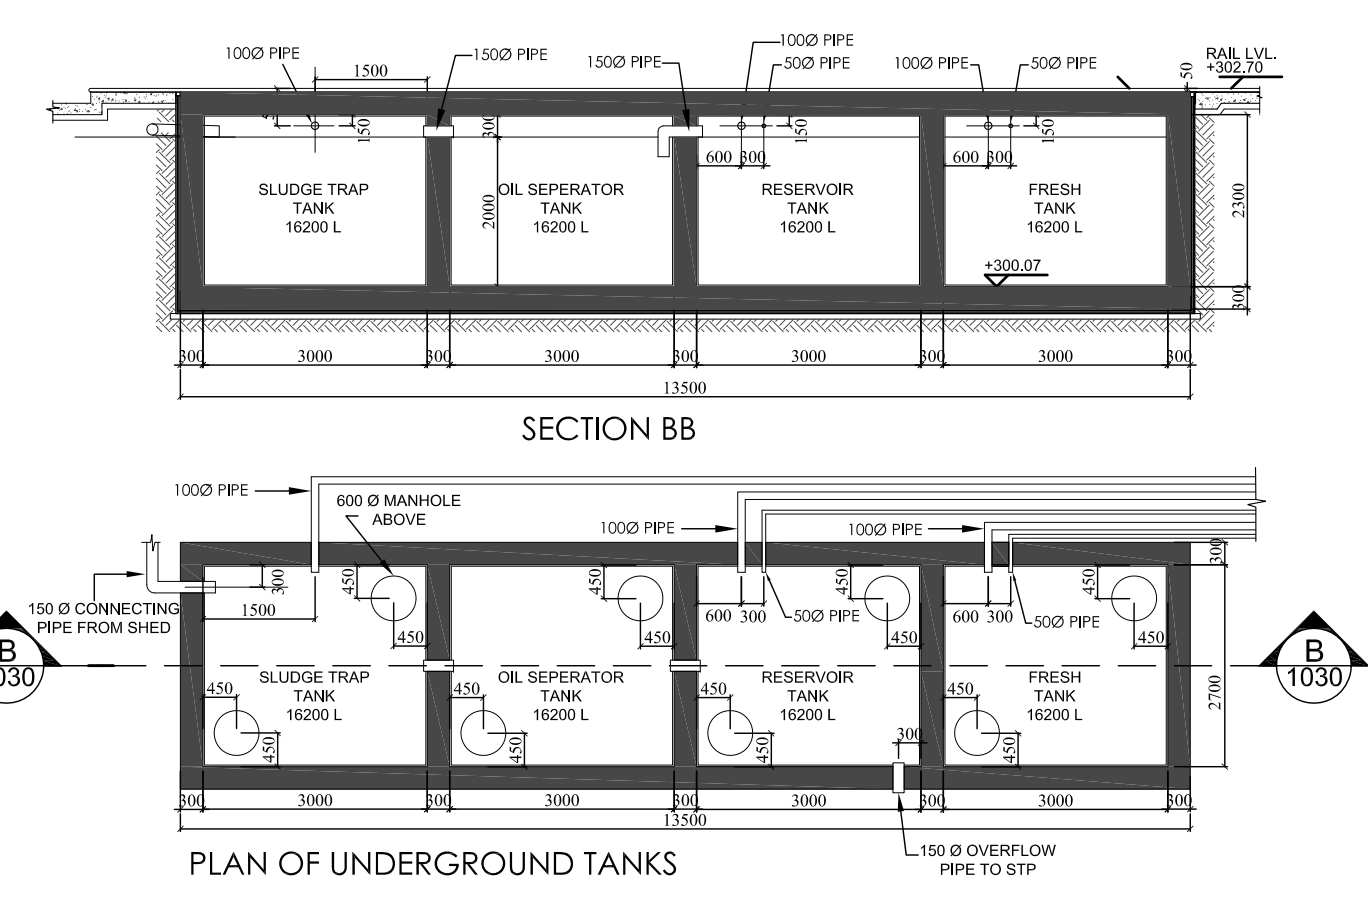 100Ø PIPE
150Ø PIPE
150Ø PIPE
100Ø PIPE
50Ø PIPE
100Ø PIPE
50Ø PIPE
RAIL LVL.
+302.70
1500
50
150
300
150
150
600
300
600
300
SLUDGE TRAP
TANK
16200 L
OIL SEPERATOR
TANK
16200 L
RESERVOIR
TANK
16200 L
FRESH
TANK
16200 L
2000
2300
+300.07
300
300
3000
300
3000
300
3000
300
3000
300
13500
SECTION BB
100Ø PIPE
600 Ø MANHOLE
ABOVE
100Ø PIPE
100Ø PIPE
300
300
450
450
450
450
1500
600
300
50Ø PIPE
600
300
50Ø PIPE
150 Ø CONNECTING
PIPE FROM SHED
450
450
450
450
B
030
B
1030
SLUDGE TRAP
TANK
16200 L
OIL SEPERATOR
TANK
16200 L
RESERVOIR
TANK
16200 L
FRESH
TANK
16200 L
2700
450
450
450
450
450
450
450
300
450
300
3000
300
3000
300
3000
300
3000
300
13500
PLAN OF UNDERGROUND TANKS
150 Ø OVERFLOW
PIPE TO STP